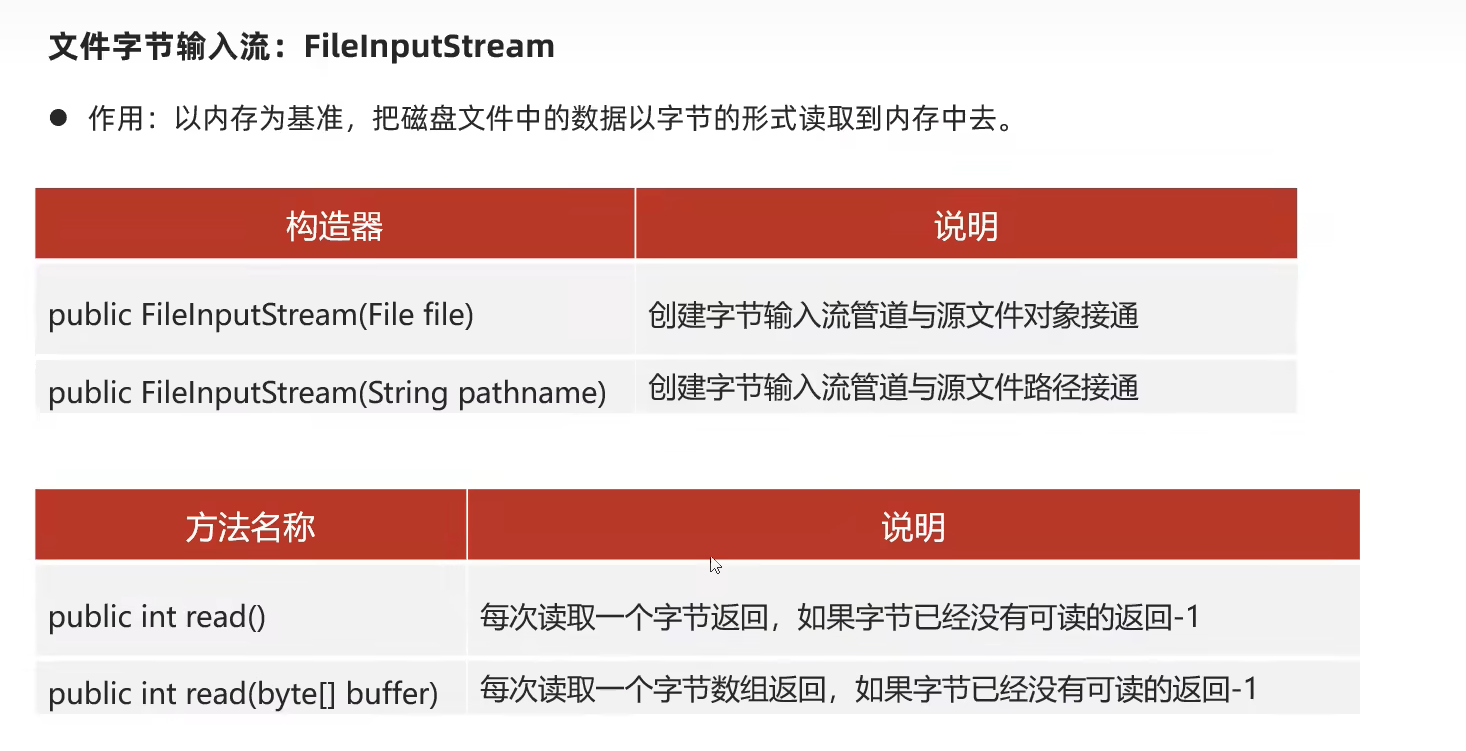 文件字节输入流：FileInputStream
● 作用：以内存为基准，把磁盘文件中的数据以字节的形式读取到内存中去。
构造器 说明
public FileInputStream(File file) 创建字节输入流管道与源文件对象接通
public FileInputStream(String pathname) 创建字节输入流管道与源文件路径接通
方法名称 说明
public int read() 每次读取一个字节返回，如果字节已经没有可读的返回-1
public int read(byte[] buffer) 每次读取一个字节数组返回，如果字节已经没有可读的返回-1